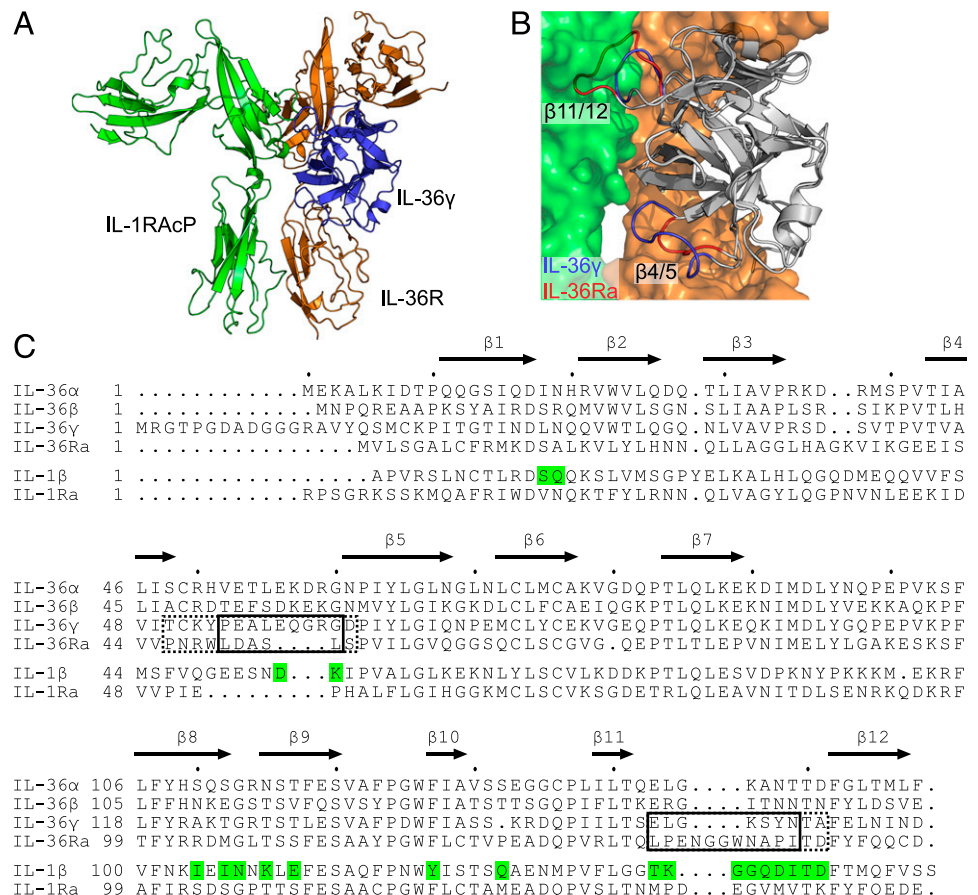 A
B
IL-1RAcP
IL-36γ
IL-36R
β11/12
β4/5
IL-36γ
IL-36Ra
C
β1 β2 β3 β4
IL-36α 1 ............MEKALKIDTPQQGSIQDINHRVWVLQDQ.TLIAVPRKD..RMSPVTIA
IL-36β 1 .............MNPQREAAPKSYAIRDSRQMVWVLSGN.SLIAAPLSR..SIKPVTLH
IL-36γ 1 MRGTPGDADGGGRAVYQSMCKPITGTINDLNQQVWTLQGQ.NLVAVPRSD..SVTPVTVA
IL-36Ra 1 ................MVLSGALCFRMKDSALKVLYLHNN.QLLAGGLHAGKVIKGEEIS
IL-1β 1 .................APVRSLNCTLRDSQQKSLVMSGPYELKALHLQGQDMEQQVVFS
IL-1Ra 1 ............RPSGRKSSKMQAFRIWDVNQKTFYLRNN.QLVAGYLQGPNVNLEEKID
β5 β6 β7
IL-36α 46 LISCRHVETLEKDRGNPIYLGLNGLNLCLMCAKVGDQPTLQLKEKDIMDLYNQPEPVKSF
IL-36β 45 LIACRDTEFSDKEKGNMVYLGIKGKDLCLFCAEIQGKPTLQLKEKNIMDLYVEKKAQKPF
IL-36γ 48 VITCKYPEALEQGRGDPIYLGIQNPEMCLYCEKVGEQPTLQLKEQKIMDLYGQPEPVKPF
IL-36Ra 44 VVPNRWLDAS....LSPVILGVQGGSQCLSCGVG.QEPTLTLEPVNIMELYLGAKESKSF
IL-1β 44 MSFVQGEESND...KIPVALGLKEKNLYLSCVLKDDKPTLQLESVDPKNYPKKKM.EKRF
IL-1Ra 48 VVPIE.........PHALFLGIHGGKMCLSCVKSGDETRLQLEAVNITDLSENRKQDKRF
β8 β9 β10 β11 β12
IL-36α 106 LFYHSQSGRNSTFESVAFPGWFIAVSSEGGCPLILTQELG....KANTTDFGLTMLF.
IL-36β 105 LFFHNKEGSTSVFQSVSYPGWFIATSTTSGQPIFLTKERG....ITNNTNFYLDSVE.
IL-36γ 118 LFYRAKTGRTSTLESVAFPDWFIASS.KRDQPIILTSELG....KSYNTAFELNIND.
IL-36Ra 99 TFYRRDMGLTSSFESAAYPGWFLCTVPEADQPVRLTQLPENGGWNAPITDFYFQQCD.
IL-1β 100 VFNKIEINNKLEFESAQFPNWYISTSQAENMPVFLGGTK....GGQDITDFTMQFVSS
IL-1Ra 99 AFIRSDSGPTTSFESAACPGWFLCTAMEADQPVSLTNMPD....EGVMVTKFYFQEDE.